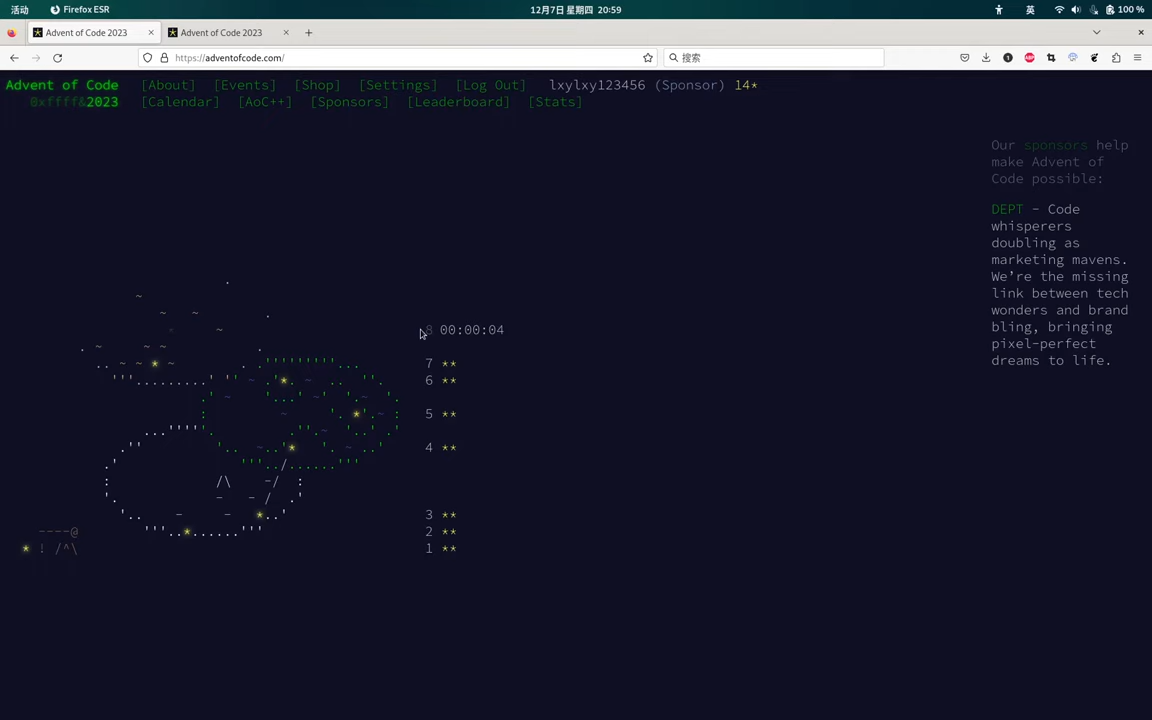 活动 Firefox ESR 12月7日 星期四 20:59 英 100 %
Advent of Code 2023 Advent of Code 2023
https://adventofcode.com/ 搜索
Advent of Code [About] [Events] [Shop] [Settings] [Log Out] lxylxy123456 (Sponsor) 14*
0xffff&2023 [Calendar] [AoC++] [Sponsors] [Leaderboard] [Stats]
Our sponsors help
make Advent of
Code possible:
DEPT - Code
whisperers
doubling as
marketing mavens.
We're the missing
link between tech
wonders and brand
bling, bringing
pixel-perfect
dreams to life.
8 00:00:04
7 **
6 **
5 **
4 **
3 **
2 **
1 **